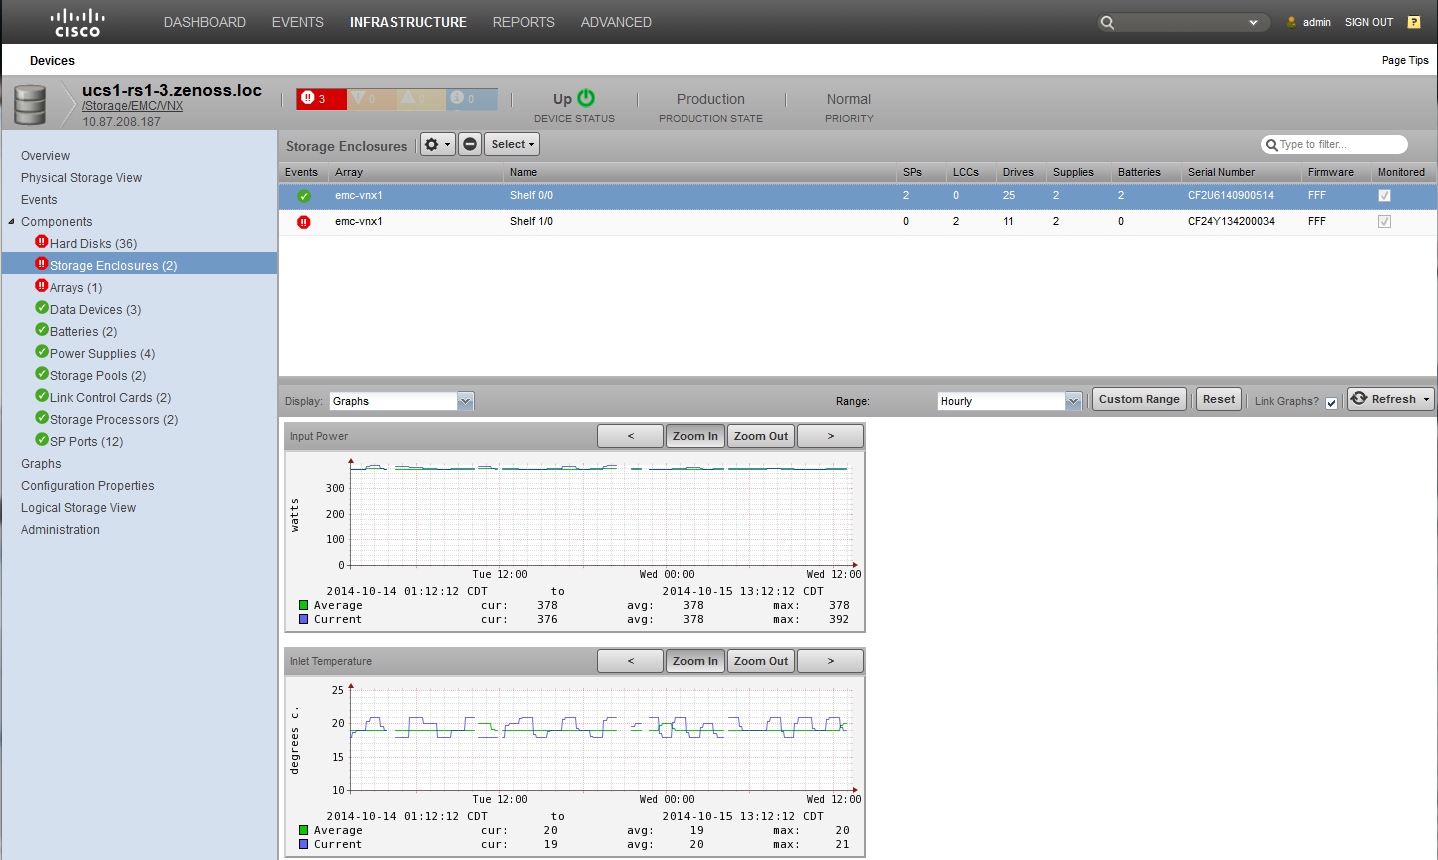 CISCO DASHBOARD EVENTS INFRASTRUCTURE REPORTS ADVANCED admin SIGN OUT ?
Devices Page Tips
ucs1-rs1-3.zenoss.loc
/Storage/EMC/VNX
10.87.208.187
3 0 0 0
Up Production Normal
DEVICE STATUS PRODUCTION STATE PRIORITY
Overview
Physical Storage View
Events
Components
Hard Disks (36)
Storage Enclosures (2)
Arrays (1)
Data Devices (3)
Batteries (2)
Power Supplies (4)
Storage Pools (2)
Link Control Cards (2)
Storage Processors (2)
SP Ports (12)
Graphs
Configuration Properties
Logical Storage View
Administration
Storage Enclosures Select Type to filter...
Events Array Name SPs LCCs Drives Supplies Batteries Serial Number Firmware Monitored
emc-vnx1 Shelf 0/0 2 0 25 2 2 CF2U6140900514 FFF
emc-vnx1 Shelf 1/0 0 2 11 2 0 CF24Y134200034 FFF
Display: Graphs Range: Hourly Custom Range Reset Link Graphs? Refresh
Input Power < Zoom In Zoom Out >
watts
300
200
100
0
Tue 12:00 Wed 00:00 Wed 12:00
2014-10-14 01:12:12 CDT to 2014-10-15 13:12:12 CDT
Average cur: 378 avg: 378 max: 378
Current cur: 376 avg: 378 max: 392
Inlet Temperature < Zoom In Zoom Out >
degrees c.
25
20
15
10
Tue 12:00 Wed 00:00 Wed 12:00
2014-10-14 01:12:12 CDT to 2014-10-15 13:12:12 CDT
Average cur: 20 avg: 19 max: 20
Current cur: 19 avg: 20 max: 21